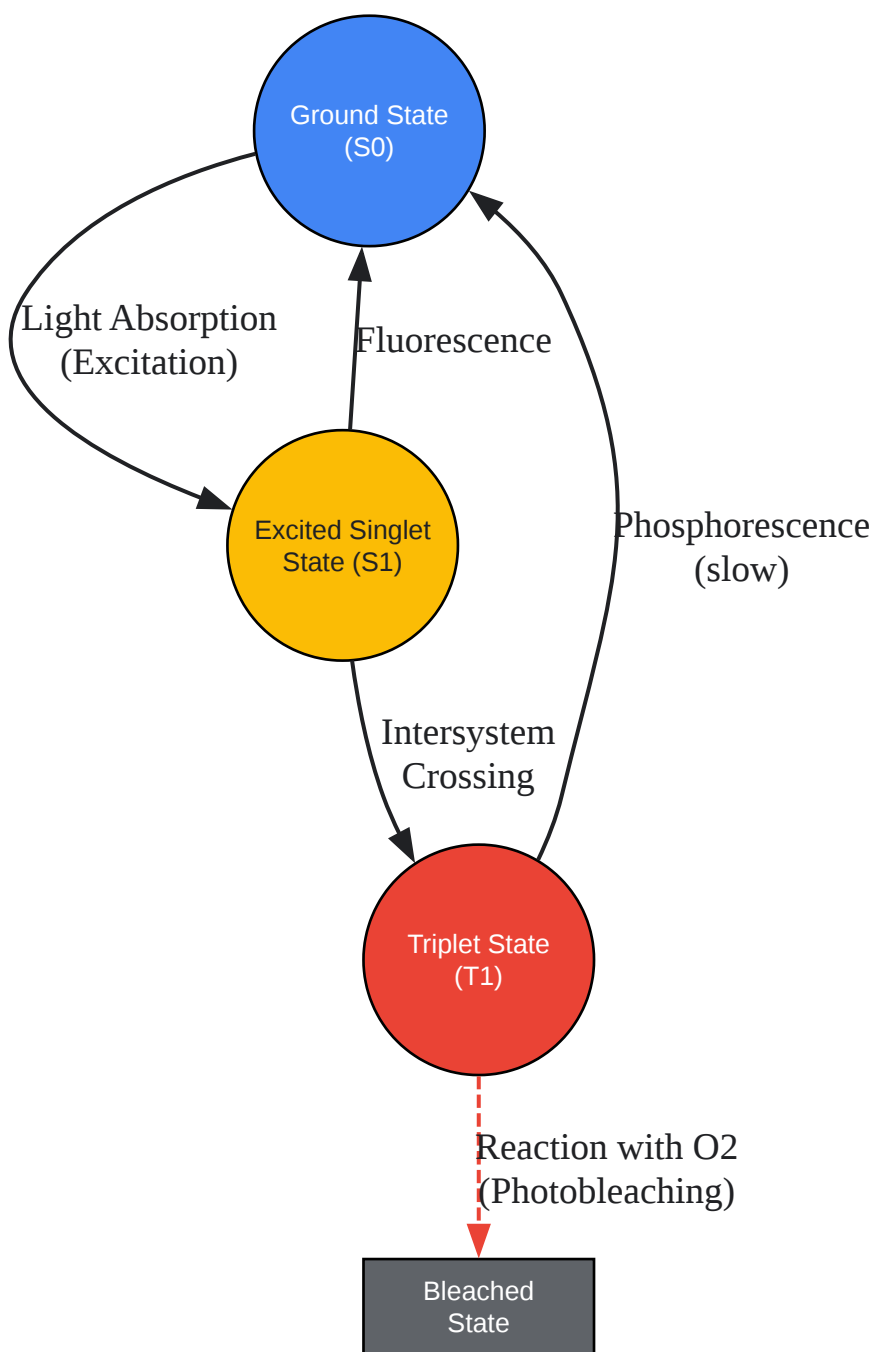 Ground State
(S0)
Light Absorption
(Excitation)
Fluorescence
Excited Singlet
State (S1)
Phosphorescence
(slow)
Intersystem
Crossing
Triplet State
(T1)
Reaction with O2
(Photobleaching)
Bleached
State